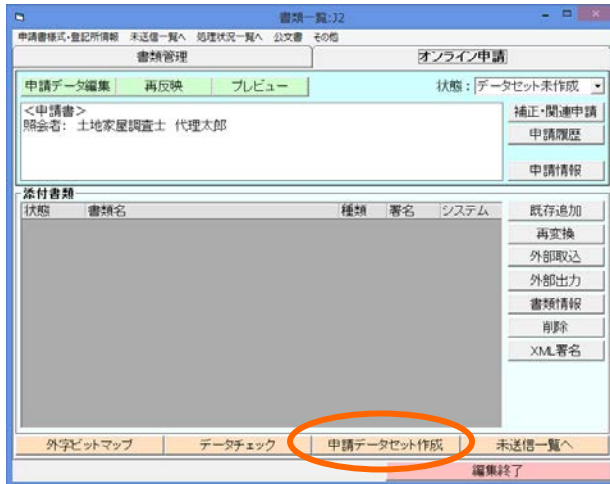 書類一覧:J2
申請書様式・登記所情報 未送信一覧へ 処理状況一覧へ 公文書 その他
書類管理 オンライン申請
申請データ編集 再反映 プレビュー 状態：データセット未作成
<申請書>
照会者: 土地家屋調査士 代理太郎
補正・関連申請
申請履歴
申請情報
添付書類
状態 書類名 種類 署名 システム
既存追加
再変換
外部取込
外部出力
書類情報
削除
XML署名
外字ビットマップ データチェック 申請データセット作成 未送信一覧へ
編集終了